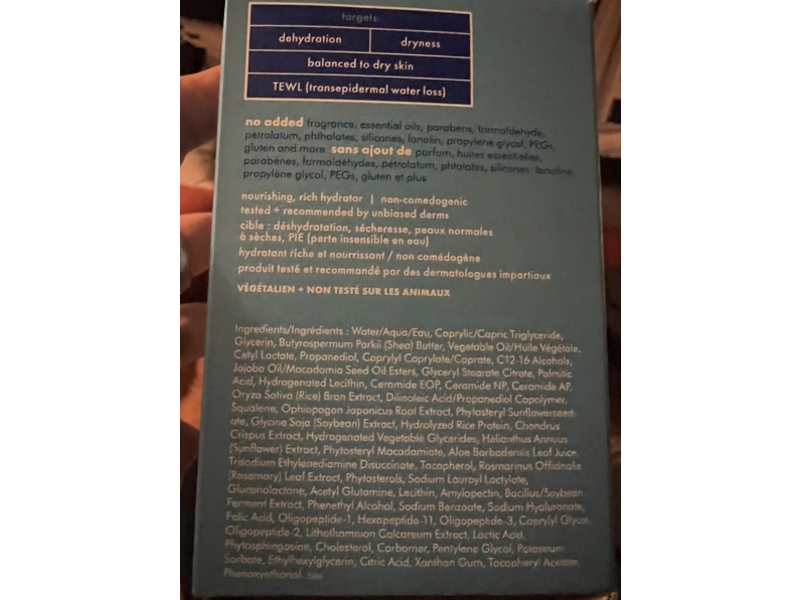 targets:
dehydration
dryness
balanced to dry skin
TEWL (transepidermal water loss)
no added fragrance, essential oils, parabens, formaldehyde,
petrolatum, phthalates, silicones, lanolin, propylene glycol, PEGs,
gluten and more sans ajout de parfum, huiles essentielles,
parabènes, formaldéhydes, pétrolatum, phtalates, silicones, lanoline,
propylène glycol, PEGs, gluten et plus
nourishing, rich hydrator | non-comedogenic
tested + recommended by unbiased derms
cible : déshydratation, sécheresse, peaux normales
à sèches, PIE (perte insensible en eau)
hydratant riche et nourrissant / non comédogène
produit testé et recommandé par des dermatologues impartiaux
VÉGÉTALIEN + NON TESTÉ SUR LES ANIMAUX
Ingredients/Ingrédients : Water/Aqua/Eau, Caprylic/Capric Triglyceride,
Glycerin, Butyrospermum Parkii (Shea) Butter, Vegetable Oil/Huile Végétale,
Cetyl Lactate, Propanediol, Caprylyl Caprylate/Caprate, C12-16 Alcohols,
Jojoba Oil/Macadamia Seed Oil Esters, Glyceryl Stearate Citrate, Palmitic
Acid, Hydrogenated Lecithin, Ceramide EOP, Ceramide NP, Ceramide AP,
Oryza Sativa (Rice) Bran Extract, Dilinoleic Acid/Propanediol Copolymer,
Squalene, Ophiopogon Japonicus Root Extract, Phytosteryl Sunflowerseed-
ate, Glycine Soja (Soybean) Extract, Hydrolyzed Rice Protein, Chondrus
Crispus Extract, Hydrogenated Vegetable Glycerides, Helianthus Annuus
(Sunflower) Extract, Phytosteryl Macadamiate, Aloe Barbadensis Leaf Juice,
Trisodium Ethylenediamine Disuccinate, Tocopherol, Rosmarinus Officinalis
(Rosemary) Leaf Extract, Phytosterols, Sodium Lauroyl Lactylate,
Gluconolactone, Acetyl Glutamine, Lecithin, Amylopectin, Bacillus/Soybean
Ferment Extract, Phenethyl Alcohol, Sodium Benzoate, Sodium Hyaluronate,
Folic Acid, Oligopeptide-1, Hexapeptide-11, Oligopeptide-3, Caprylyl Glycol,
Oligopeptide-2, Lithothamnion Calcareum Extract, Lactic Acid,
Phytosphingosine, Cholesterol, Carbomer, Pentylene Glycol, Potassium
Sorbate, Ethylhexylglycerin, Citric Acid, Xanthan Gum, Tocopheryl Acetate,
Phenoxyethanol.